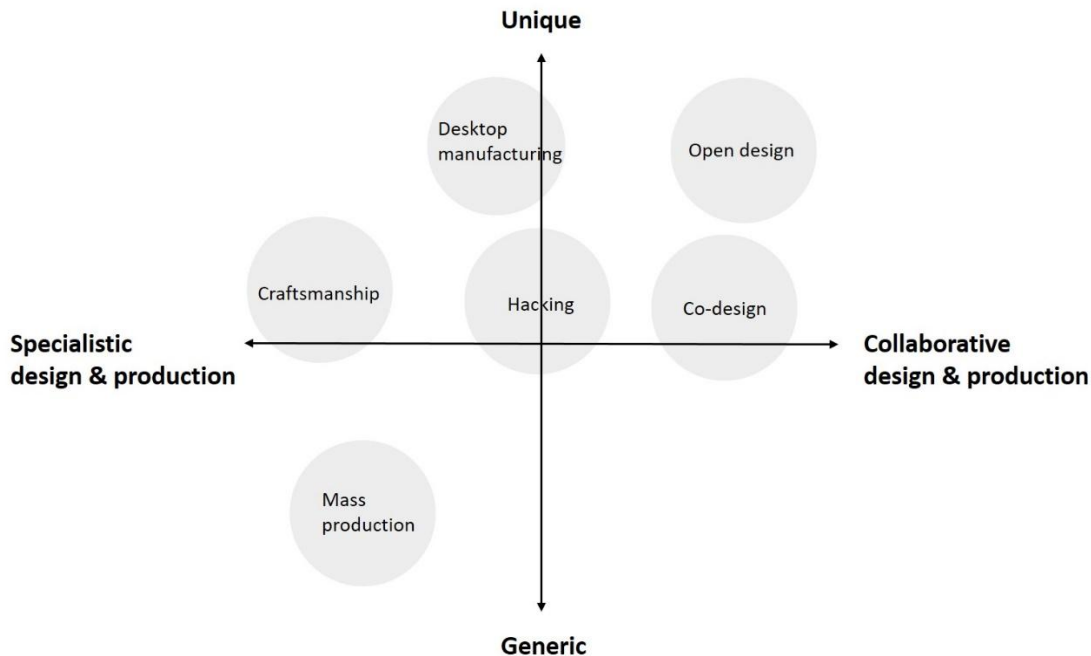 Unique
Desktop
manufacturing
Open design
Craftsmanship
Hacking
Co-design
Specialistic
design & production
Collaborative
design & production
Mass
production
Generic